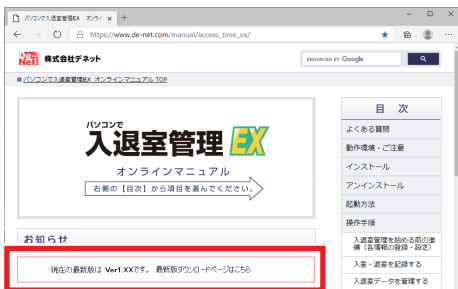 パソコンで入退室管理EX オンライ
https://www.de-net.com/manual/access_time_ex/
De-Net!
株式会社デネット
ENHANCED BY Google
パソコンで入退室管理EX オンラインマニュアル TOP
パソコンで
入退室管理EX
オンラインマニュアル
右側の【目次】から項目を選んでください。
お知らせ
現在の最新版は Ver1.XXです。 最新版ダウンロードページはこちら
目 次
よくある質問
動作環境・ご注意
インストール
アンインストール
起動方法
操作手順
入退室管理を始める前の準
備（各情報の登録・設定）
入室・退室を記録する
入退室データを管理する